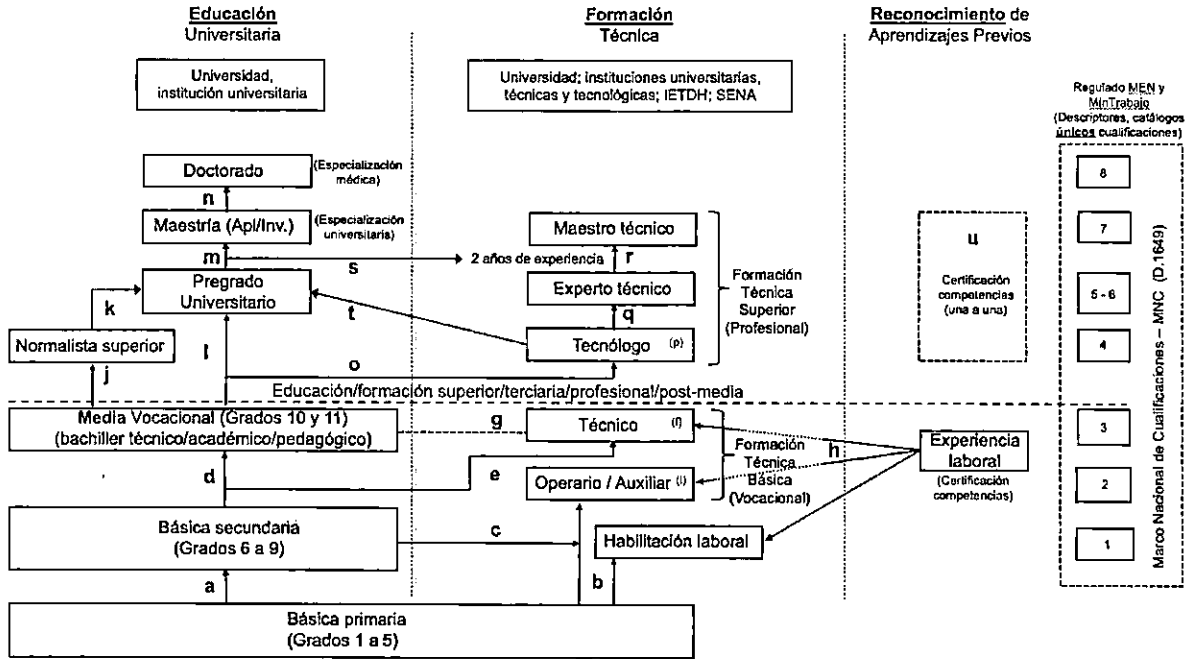 Educación
Universitaria
Formación
Técnica
Reconocimiento de
Aprendizajes Previos
Universidad,
institución universitaria
Universidad; instituciones universitarias,
técnicas y tecnológicas; IETDH; SENA
Regulado MEN y
MinTrabajo
(Descriptores, catálogos
únicos cualificaciones)
Doctorado
(Especialización
médica)
n
Maestría (Apl/Inv.)
(Especialización
universitaria)
m
s
2 años de experiencia
Maestro técnico
r
Pregrado
Universitario
Experto técnico
k
t
q
Normalista superior
Tecnólogo (p)
Formación
Técnica
Superior
(Profesional)
j
l
o
u
Certificación
competencias
(una a una)
8
7
5 - 6
4
3
2
1
Marco Nacional de Cualificaciones – MNC (D.1649)
Educación/formación superior/terciaria/profesional/post-media
Media Vocacional (Grados 10 y 11)
(bachiller técnico/académico/pedagógico)
g
Técnico (f)
Formación
Técnica
Básica
(Vocacional)
h
Experiencia
laboral
(Certificación
competencias)
d
e
Operario / Auxiliar (i)
Básica secundaria
(Grados 6 a 9)
c
Habilitación laboral
a
b
Básica primaria
(Grados 1 a 5)